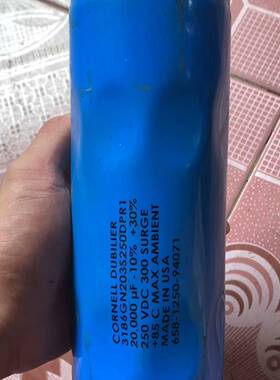 CORNELL DUBILIER
3186GN203S250DPR1
20,000 µF -10% +30%
250 VDC 300 SURGE
+85 C MAX AMBIENT
MADE IN USA
658-1250-94071